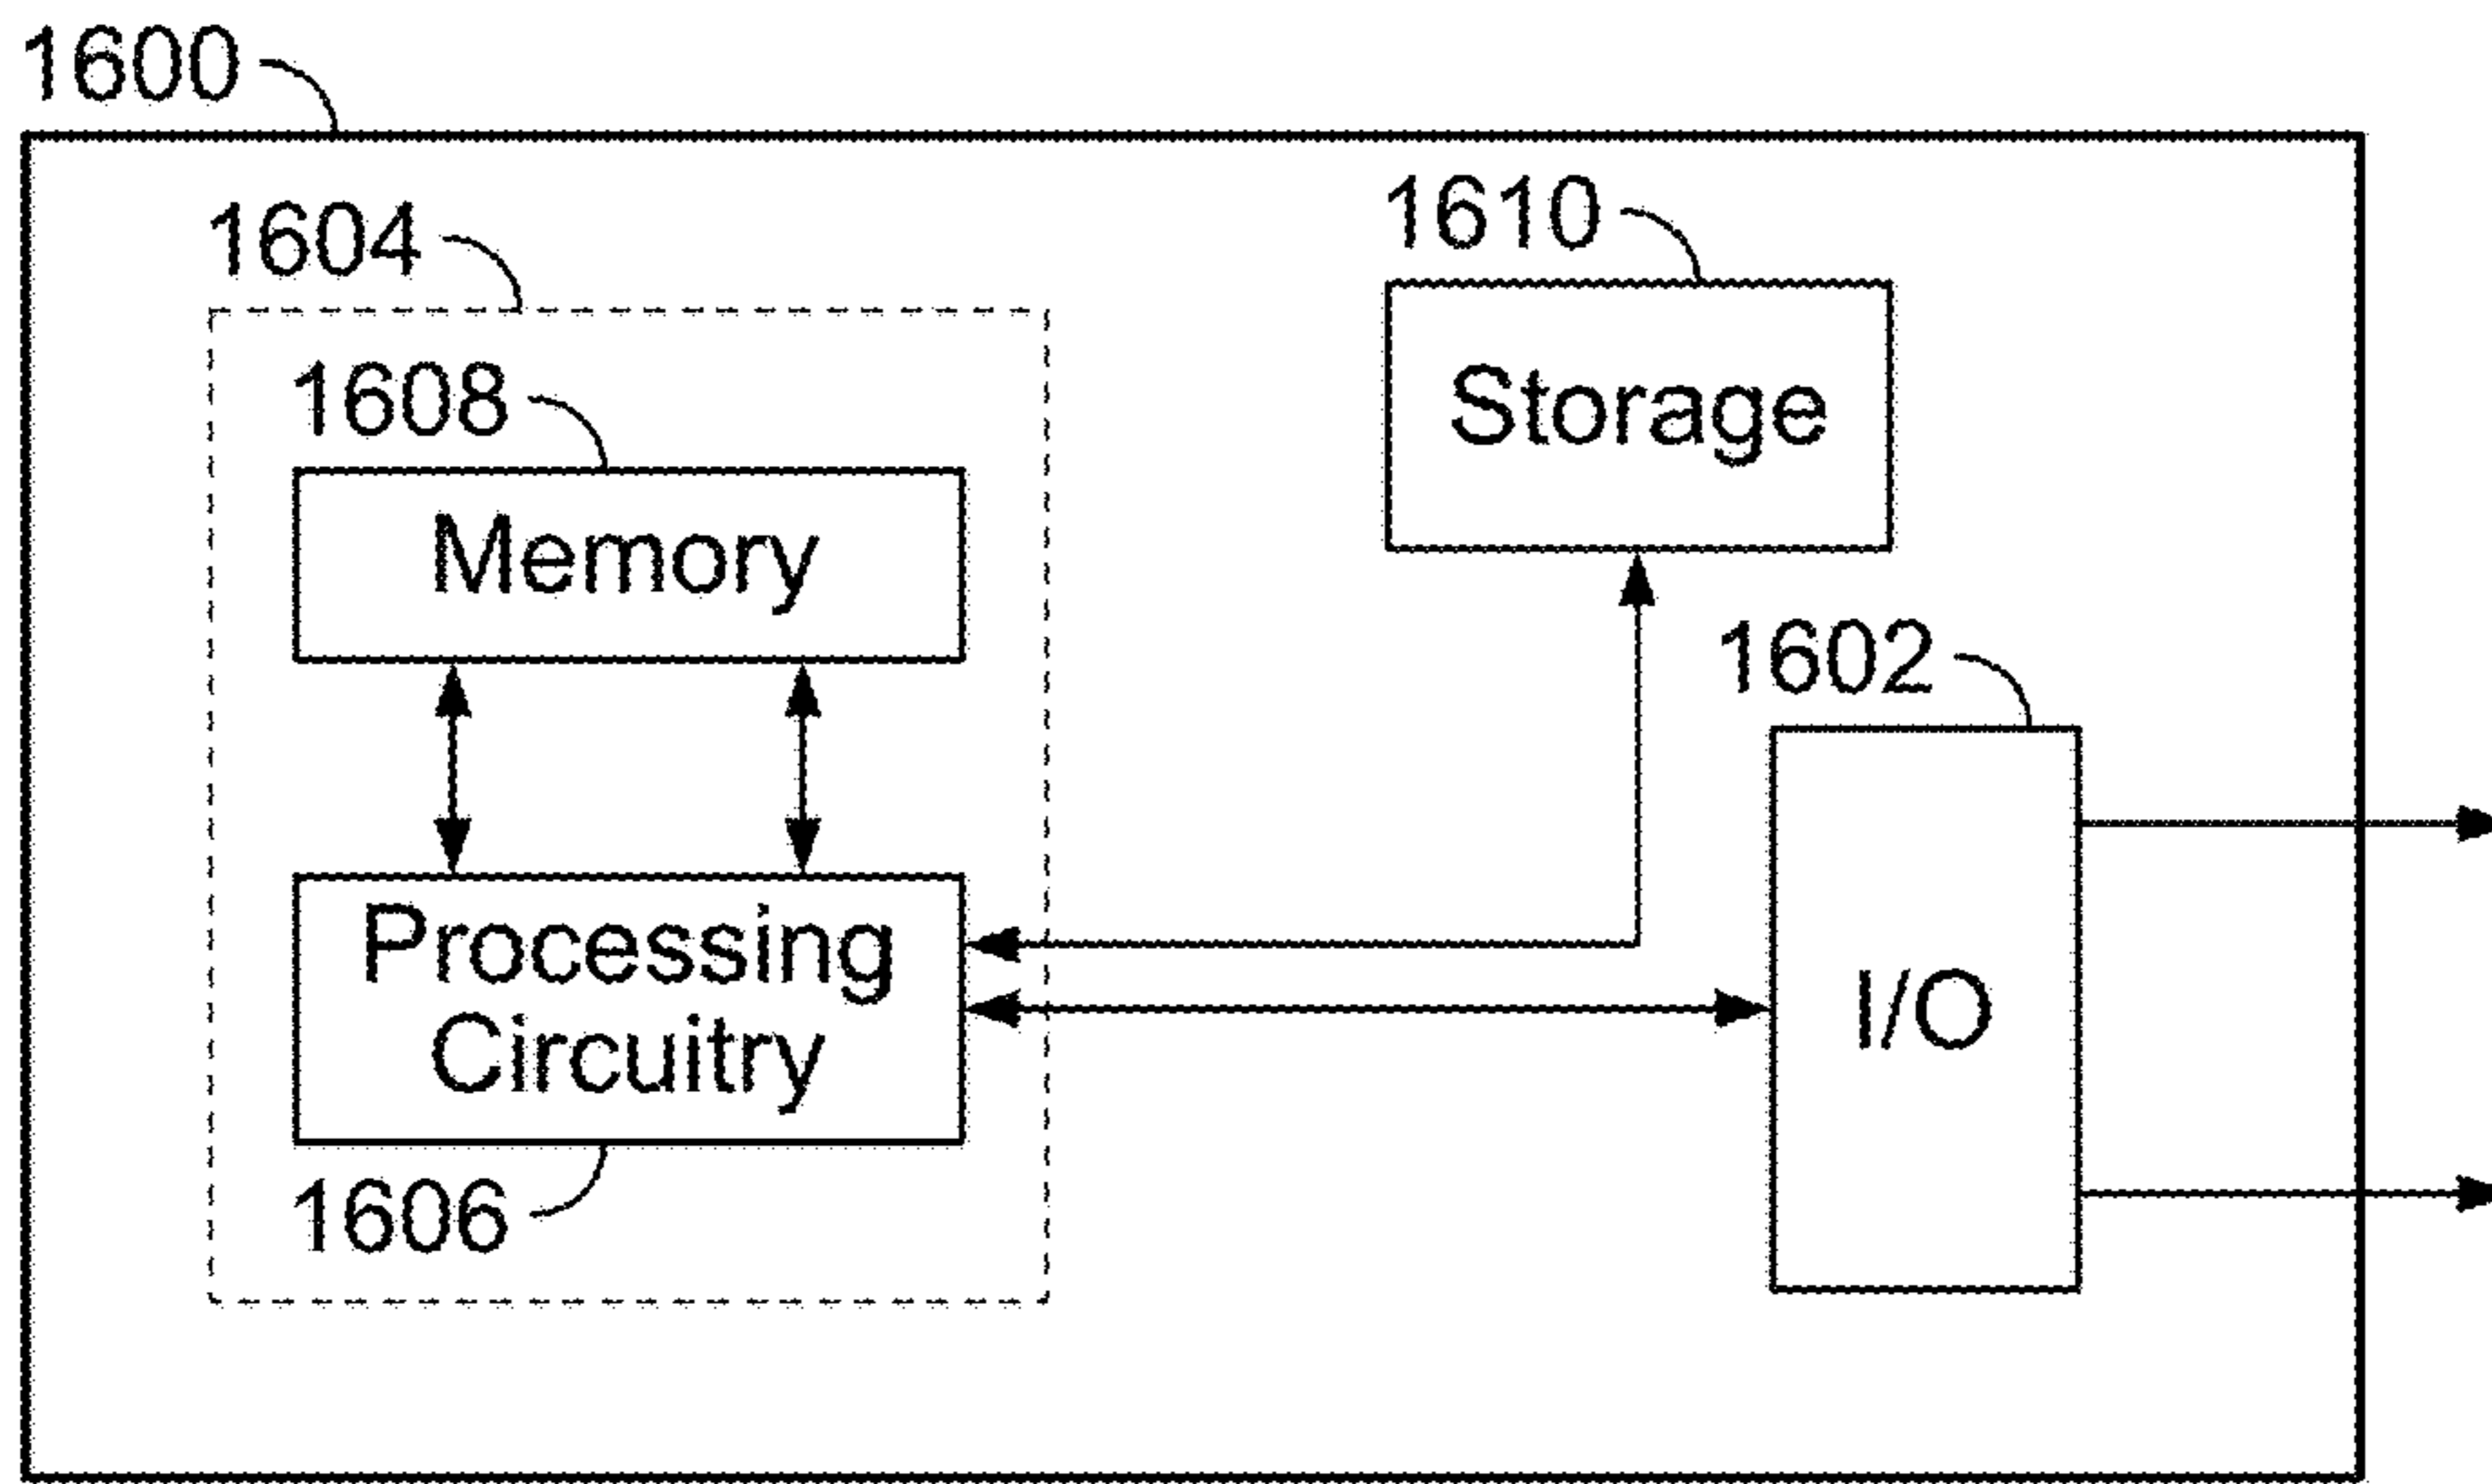 1600
1604
1610
1608
Storage
Memory
1602
Processing
Circuitry
I/O
1606